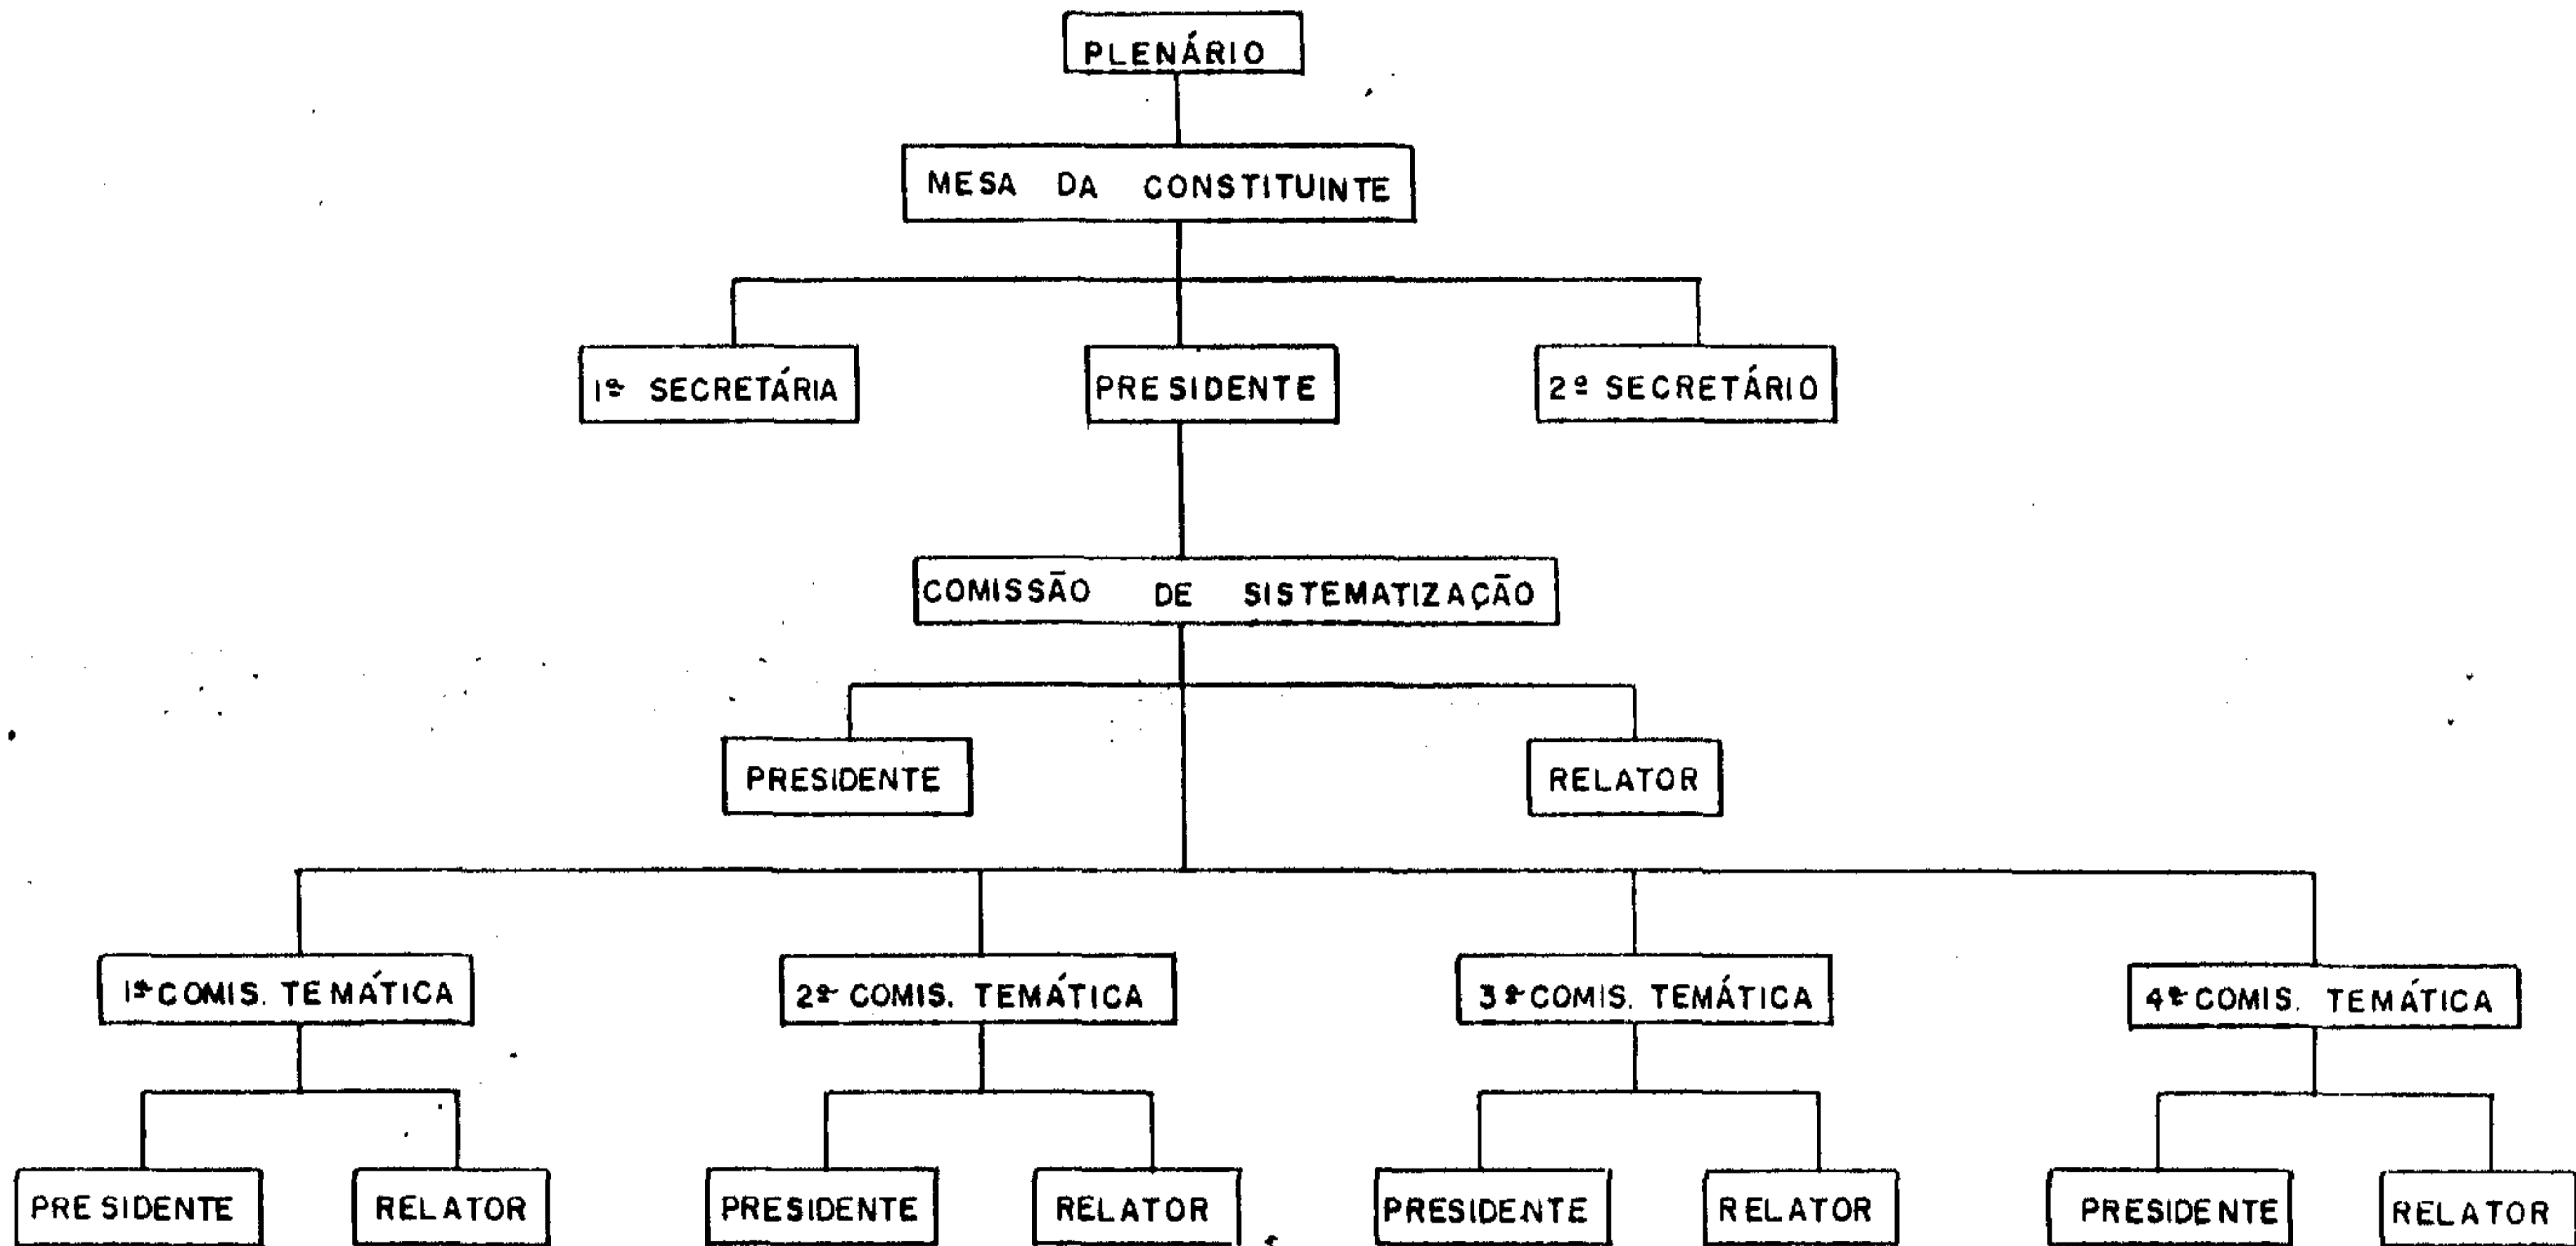 PLENÁRIO
MESA DA CONSTITUINTE
1ª SECRETÁRIA
PRESIDENTE
2º SECRETÁRIO
COMISSÃO DE SISTEMATIZAÇÃO
PRESIDENTE
RELATOR
1ª COMIS. TEMÁTICA
2ª COMIS. TEMÁTICA
3ª COMIS. TEMÁTICA
4ª COMIS. TEMÁTICA
PRESIDENTE
RELATOR
PRESIDENTE
RELATOR
PRESIDENTE
RELATOR
PRESIDENTE
RELATOR